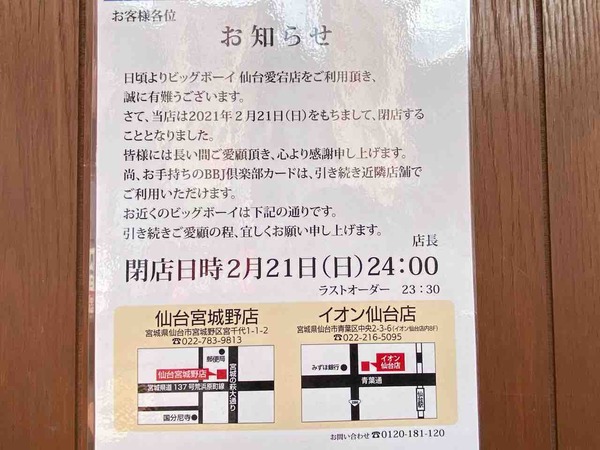 お客様各位
お知らせ
日頃よりビッグボーイ 仙台愛宕店をご利用頂き、
誠に有難うございます。
さて、当店は2021年２月21日(日)をもちまして、閉店する
こととなりました。
皆様には長い間ご愛顧頂き、心より感謝申し上げます。
尚、お手持ちのBBJ倶楽部カードは、引き続き近隣店舗で
ご利用いただけます。
お近くのビッグボーイは下記の通りです。
引き続きご愛顧の程、宜しくお願い申し上げます。
店長
閉店日時２月21日(日)24：00
ラストオーダー　23：30
仙台宮城野店
宮城県仙台市宮城野区宮千代1-1-2
☎022-783-9813
郵便局
仙台宮城野店
宮城県道 137 号荒浜原町線
宮城の萩大通り
国分尼寺
イオン仙台店
宮城県仙台市青葉区中央2-3-6(イオン仙台店内8F)
☎022-216-5095
みずほ銀行
イオン
仙台店
青葉通
仙台駅
お問い合わせ ☎0120-181-120